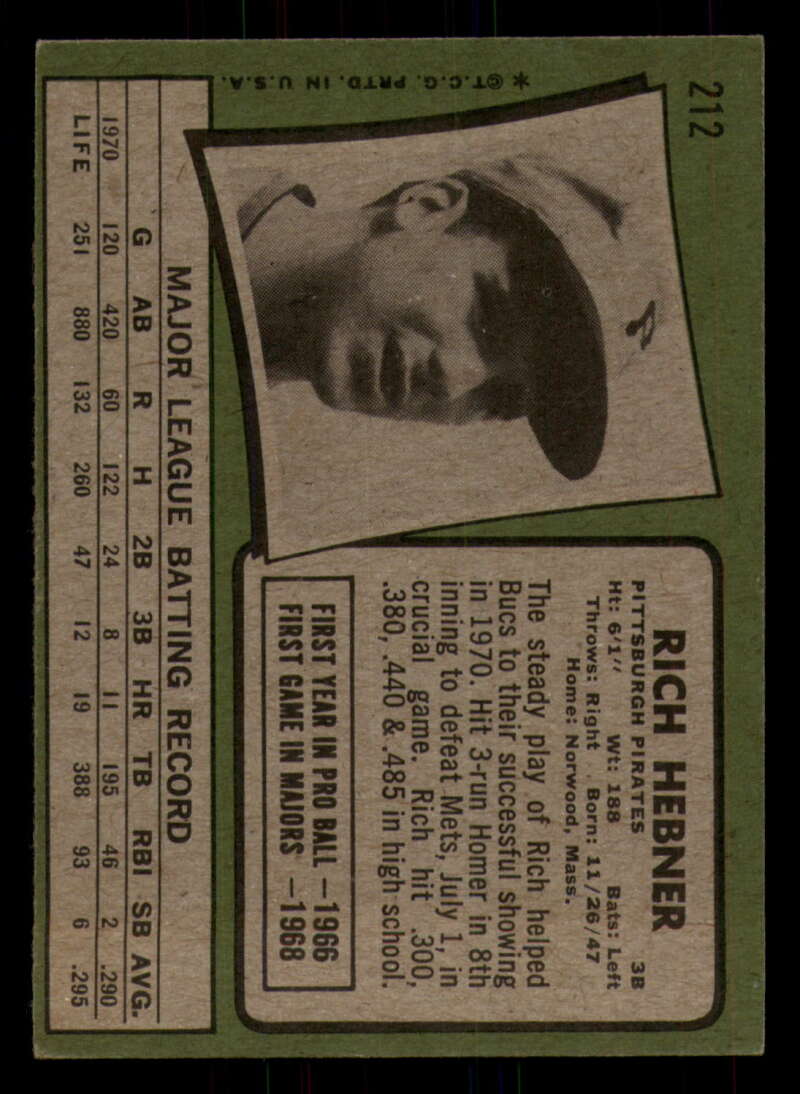 212
RICH HEBNER
PITTSBURGH PIRATES 3B
Ht: 6'1" Wt: 188 Bats: Left
Throws: Right Born: 11/26/47
Home: Norwood, Mass.
The steady play of Rich helped
Bucs to their successful showing
in 1970. Hit 3-run Homer in 8th
inning to defeat Mets, July 1, in
crucial game. Rich hit .300,
.380, .440 & .485 in high school.
FIRST YEAR IN PRO BALL —1966
FIRST GAME IN MAJORS —1968
P
*©T.C.G. PRTD. IN U.S.A.
MAJOR LEAGUE BATTING RECORD
G AB R H 2B 3B HR TB RBI SB AVG.
1970 120 420 60 122 24 8 11 195 46 2 .290
LIFE 251 880 132 260 47 12 19 388 93 6 .295